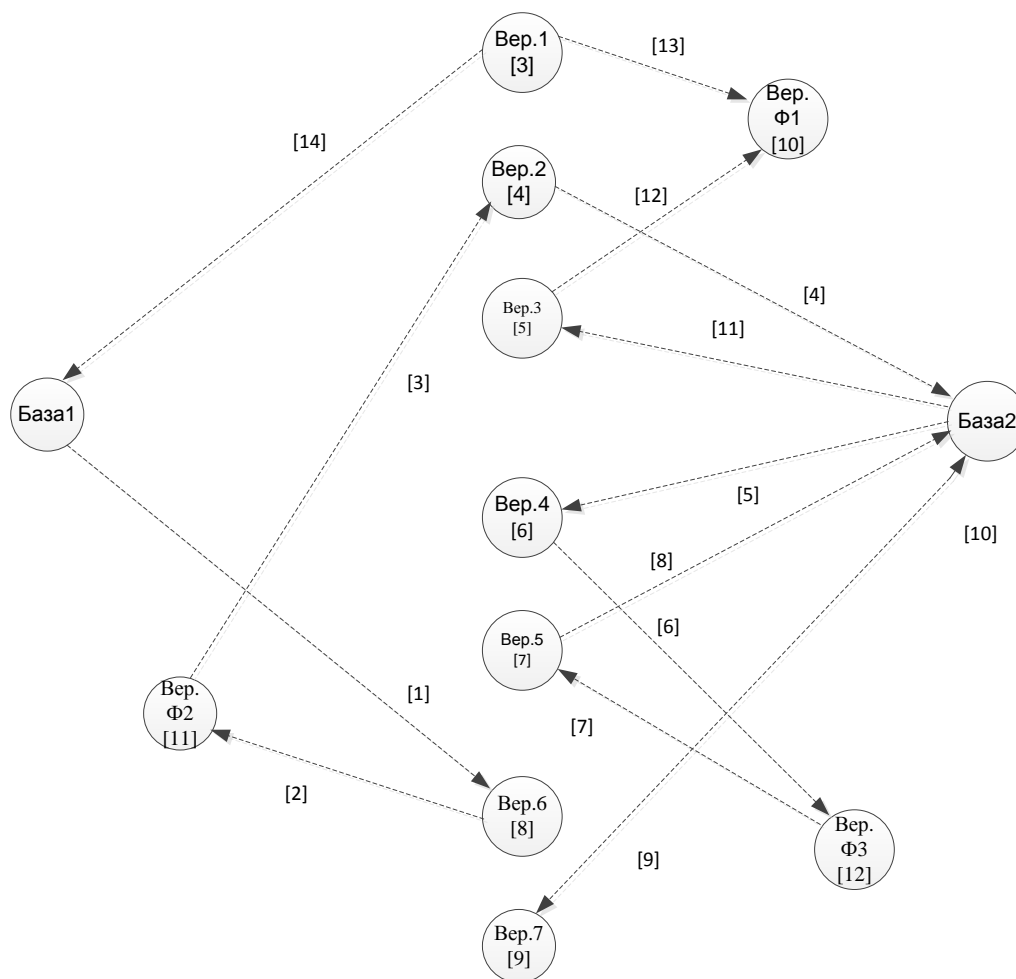 Вер.1
[3]
[13]
Вер.
Ф1
[10]
[14]
Вер.2
[4]
[12]
[4]
Вер.3
[5]
[11]
[3]
База1
База2
[5]
Вер.4
[6]
[10]
[8]
[6]
Вер.5
[7]
[1]
Вер.
Ф2
[11]
[7]
[2]
Вер.6
[8]
Вер.
Ф3
[12]
[9]
Вер.7
[9]